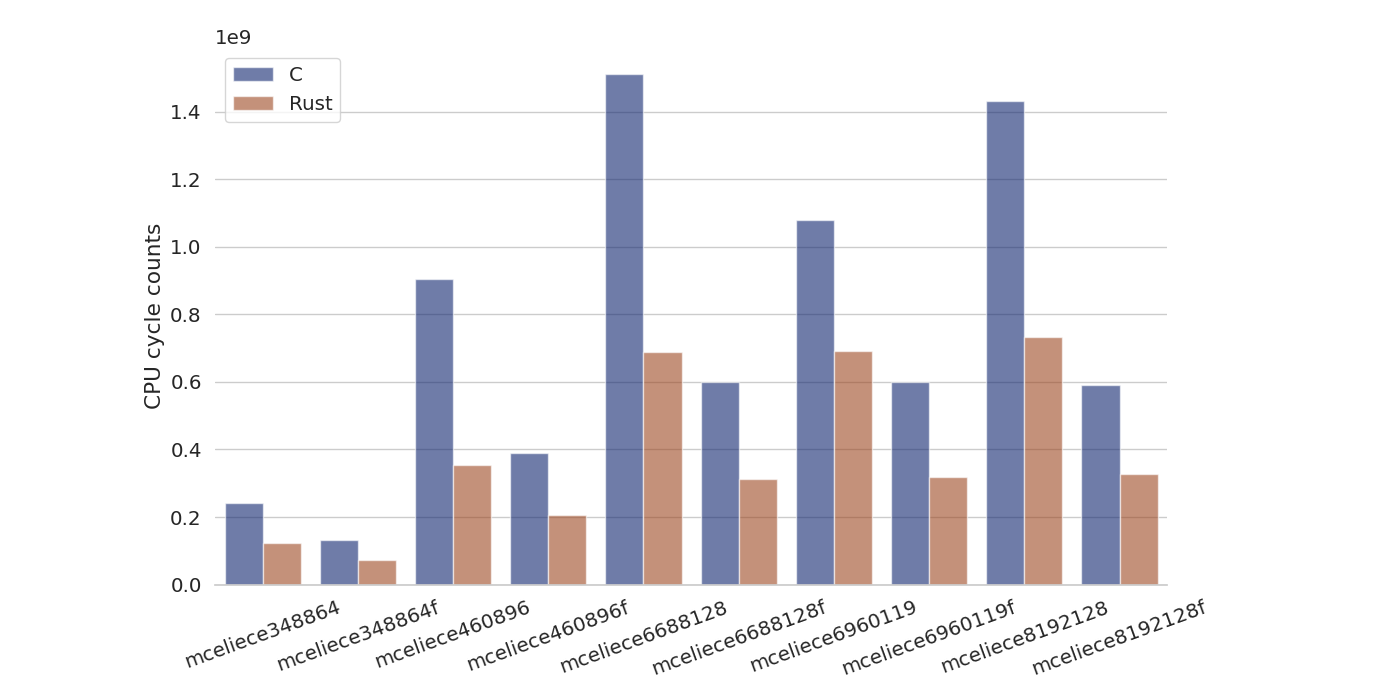 1e9
C
Rust
1.4
1.2
1.0
0.8
0.6
0.4
0.2
0.0
CPU cycle counts
mceliece348864
mceliece348864f
mceliece460896
mceliece460896f
mceliece6688128
mceliece6688128f
mceliece6960119
mceliece6960119f
mceliece8192128
mceliece8192128f